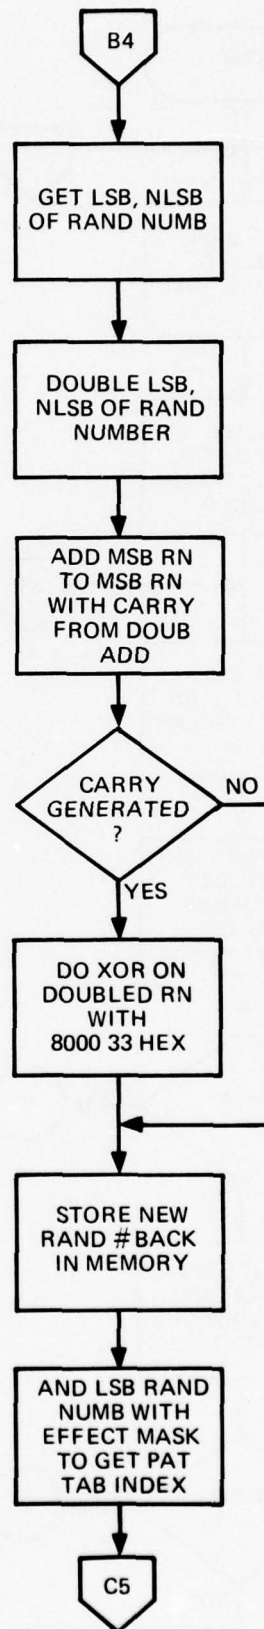 B4
GET LSB, NLSB
OF RAND NUMB
DOUBLE LSB,
NLSB OF RAND
NUMBER
ADD MSB RN
TO MSB RN
WITH CARRY
FROM DOUB
ADD
CARRY
GENERATED
?
NO
YES
DO XOR ON
DOUBLED RN
WITH
8000 33 HEX
STORE NEW
RAND # BACK
IN MEMORY
AND LSB RAND
NUMB WITH
EFFECT MASK
TO GET PAT
TAB INDEX
C5